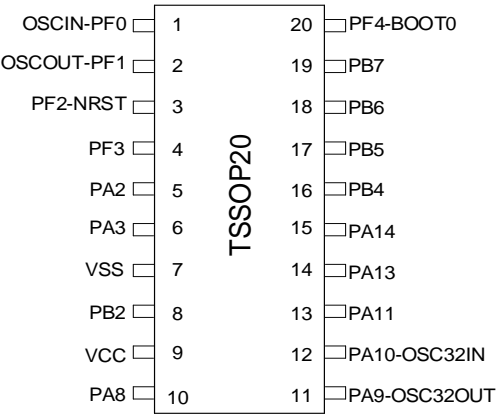 OSCIN-PF0 1 20 PF4-BOOT0
OSCOUT-PF1 2 19 PB7
PF2-NRST 3 18 PB6
PF3 4 17 PB5
PA2 5 16 PB4
PA3 6 15 PA14
VSS 7 14 PA13
PB2 8 13 PA11
VCC 9 12 PA10-OSC32IN
PA8 10 11 PA9-OSC32OUT
TSSOP20